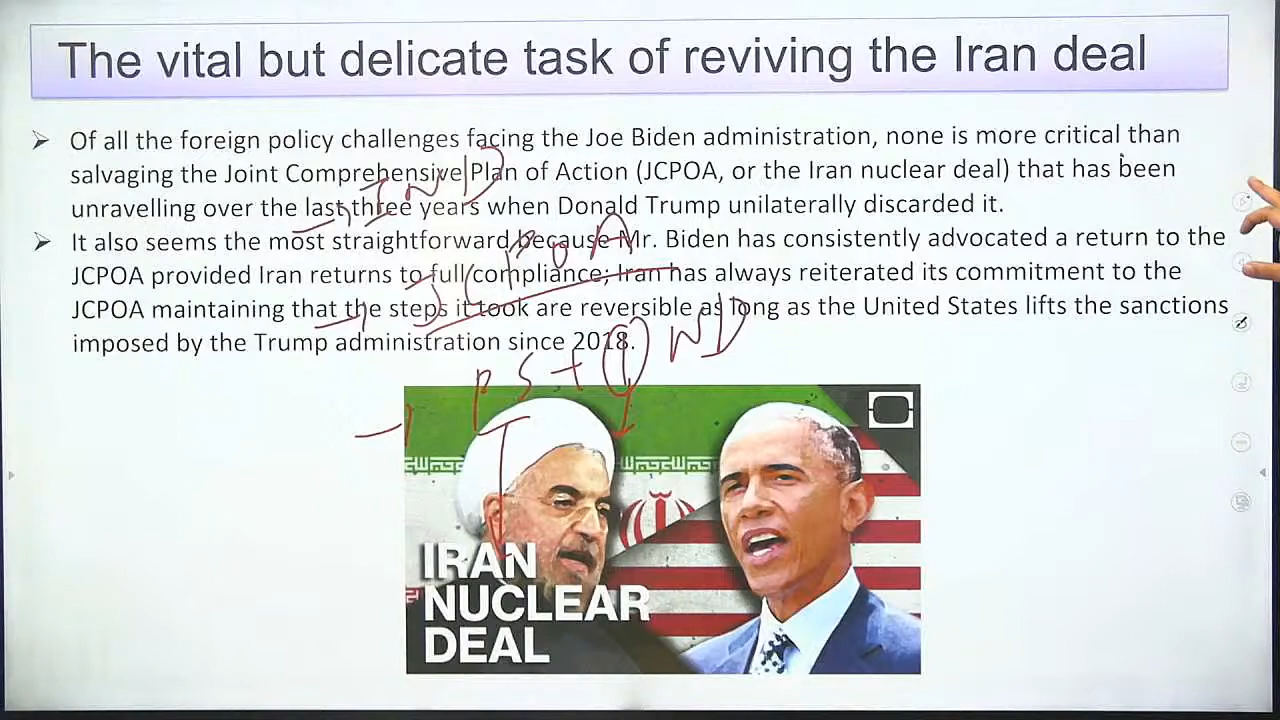 The vital but delicate task of reviving the Iran deal
➢ Of all the foreign policy challenges facing the Joe Biden administration, none is more critical than
salvaging the Joint Comprehensive Plan of Action (JCPOA, or the Iran nuclear deal) that has been
unravelling over the last three years when Donald Trump unilaterally discarded it.
➢ It also seems the most straightforward because Mr. Biden has consistently advocated a return to the
JCPOA provided Iran returns to full compliance; Iran has always reiterated its commitment to the
JCPOA maintaining that the steps it took are reversible as long as the United States lifts the sanctions
imposed by the Trump administration since 2018.
IND
JCPOA
P5+1 ND
IRAN
NUCLEAR
DEAL